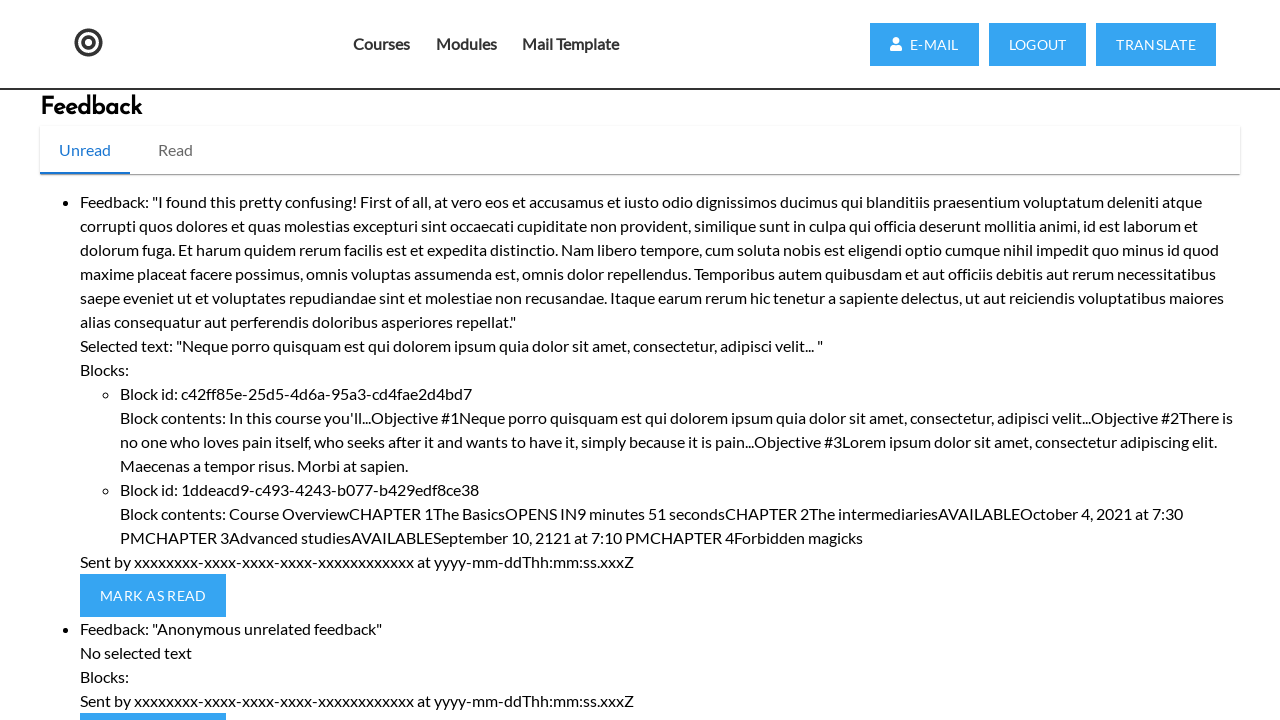 Courses Modules Mail Template E-MAIL LOGOUT TRANSLATE
Feedback
Unread Read
Feedback: "I found this pretty confusing! First of all, at vero eos et accusamus et iusto odio dignissimos ducimus qui blanditiis praesentium voluptatum deleniti atque
corrupti quos dolores et quas molestias excepturi sint occaecati cupiditate non provident, similique sunt in culpa qui officia deserunt mollitia animi, id est laborum et
dolorum fuga. Et harum quidem rerum facilis est et expedita distinctio. Nam libero tempore, cum soluta nobis est eligendi optio cumque nihil impedit quo minus id quod
maxime placeat facere possimus, omnis voluptas assumenda est, omnis dolor repellendus. Temporibus autem quibusdam et aut officiis debitis aut rerum necessitatibus
saepe eveniet ut et voluptates repudiandae sint et molestiae non recusandae. Itaque earum rerum hic tenetur a sapiente delectus, ut aut reiciendis voluptatibus maiores
alias consequatur aut perferendis doloribus asperiores repellat."
Selected text: "Neque porro quisquam est qui dolorem ipsum quia dolor sit amet, consectetur, adipisci velit... "
Blocks:
Block id: c42ff85e-25d5-4d6a-95a3-cd4fae2d4bd7
Block contents: In this course you'll...Objective #1Neque porro quisquam est qui dolorem ipsum quia dolor sit amet, consectetur, adipisci velit...Objective #2There is
no one who loves pain itself, who seeks after it and wants to have it, simply because it is pain...Objective #3Lorem ipsum dolor sit amet, consectetur adipiscing elit.
Maecenas a tempor risus. Morbi at sapien.
Block id: 1ddeacd9-c493-4243-b077-b429edf8ce38
Block contents: Course OverviewCHAPTER 1The BasicsOPENS IN9 minutes 51 secondsCHAPTER 2The intermediariesAVAILABLEOctober 4, 2021 at 7:30
PMCHAPTER 3Advanced studiesAVAILABLESeptember 10, 2121 at 7:10 PMCHAPTER 4Forbidden magicks
Sent by xxxxxxxx-xxxx-xxxx-xxxx-xxxxxxxxxxxx at yyyy-mm-ddThh:mm:ss.xxxZ
MARK AS READ
Feedback: "Anonymous unrelated feedback"
No selected text
Blocks:
Sent by xxxxxxxx-xxxx-xxxx-xxxx-xxxxxxxxxxxx at yyyy-mm-ddThh:mm:ss.xxxZ